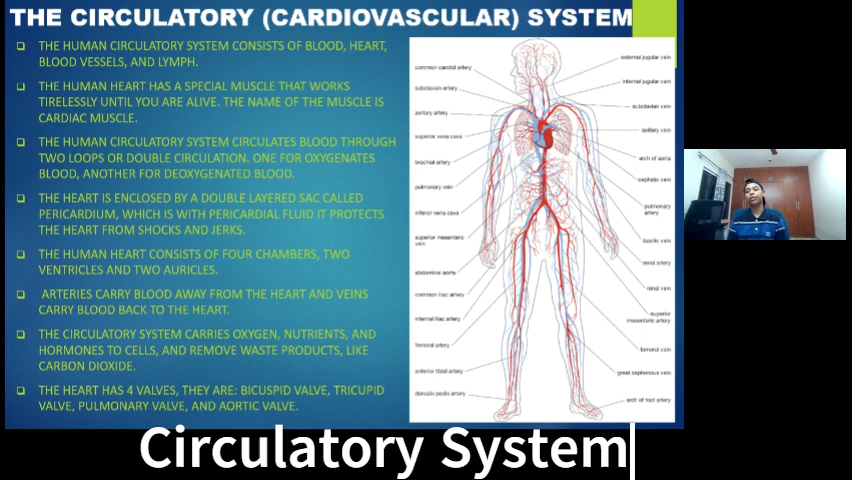 THE CIRCULATORY (CARDIOVASCULAR) SYSTEM
THE HUMAN CIRCULATORY SYSTEM CONSISTS OF BLOOD, HEART,
BLOOD VESSELS, AND LYMPH.
THE HUMAN HEART HAS A SPECIAL MUSCLE THAT WORKS
TIRELESSLY UNTIL YOU ARE ALIVE. THE NAME OF THE MUSCLE IS
CARDIAC MUSCLE.
THE HUMAN CIRCULATORY SYSTEM CIRCULATES BLOOD THROUGH
TWO LOOPS OR DOUBLE CIRCULATION. ONE FOR OXYGENATES
BLOOD, ANOTHER FOR DEOXYGENATED BLOOD.
THE HEART IS ENCLOSED BY A DOUBLE LAYERED SAC CALLED
PERICARDIUM, WHICH IS WITH PERICARDIAL FLUID IT PROTECTS
THE HEART FROM SHOCKS AND JERKS.
THE HUMAN HEART CONSISTS OF FOUR CHAMBERS, TWO
VENTRICLES AND TWO AURICLES.
ARTERIES CARRY BLOOD AWAY FROM THE HEART AND VEINS
CARRY BLOOD BACK TO THE HEART.
THE CIRCULATORY SYSTEM CARRIES OXYGEN, NUTRIENTS, AND
HORMONES TO CELLS, AND REMOVE WASTE PRODUCTS, LIKE
CARBON DIOXIDE.
THE HEART HAS 4 VALVES, THEY ARE: BICUSPID VALVE, TRICUPID
VALVE, PULMONARY VALVE, AND AORTIC VALVE.
common carotid artery
subclavian artery
axillary artery
superior vena cava
brachial artery
pulmonary vein
inferior vena cava
superior mesenteric
vein
abdominal aorta
common iliac artery
internal iliac artery
femoral artery
anterior tibial artery
dorsalis pedis artery
external jugular vein
internal jugular vein
subclavian vein
axillary vein
arch of aorta
cephalic vein
pulmonary
artery
basilic vein
renal artery
renal vein
superior
mesenteric artery
femoral vein
great saphenous vein
arch of foot artery
Circulatory System